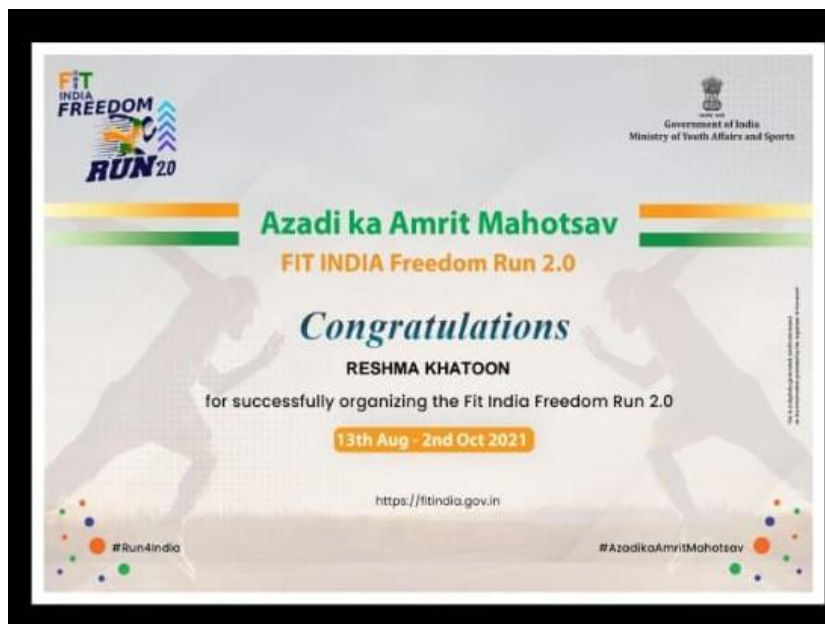 FiT
INDIA
FREEDOM
RUN 2.0
Government of India
Ministry of Youth Affairs and Sports
Azadi ka Amrit Mahotsav
FIT INDIA Freedom Run 2.0
Congratulations
RESHMA KHATOON
for successfully organizing the Fit India Freedom Run 2.0
13th Aug - 2nd Oct 2021
https://fitindia.gov.in
#Run4India
#AzadikaAmritMahotsav